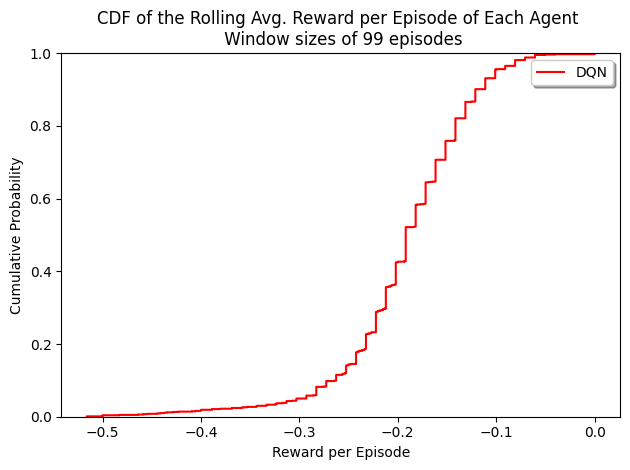 CDF of the Rolling Avg. Reward per Episode of Each Agent
Window sizes of 99 episodes
DQN
Cumulative Probability
1.0
0.8
0.6
0.4
0.2
0.0
−0.5
−0.4
−0.3
−0.2
−0.1
0.0
Reward per Episode